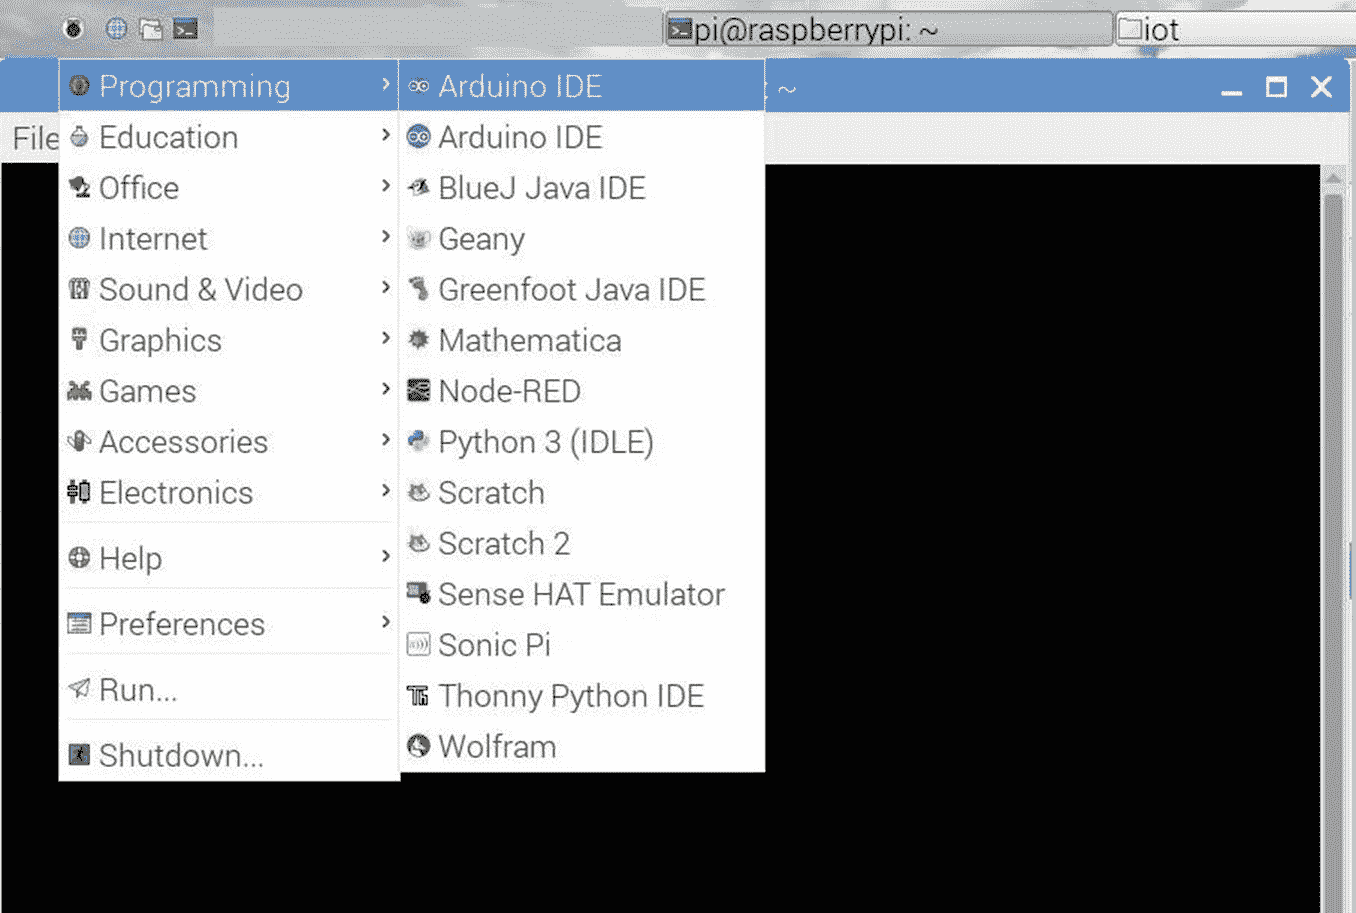 pi@raspberrypi: ~
iot
: ~
File
Programming
Education
Office
Internet
Sound & Video
Graphics
Games
Accessories
Electronics
Help
Preferences
Run...
Shutdown...
Arduino IDE
Arduino IDE
BlueJ Java IDE
Geany
Greenfoot Java IDE
Mathematica
Node-RED
Python 3 (IDLE)
Scratch
Scratch 2
Sense HAT Emulator
Sonic Pi
Thonny Python IDE
Wolfram